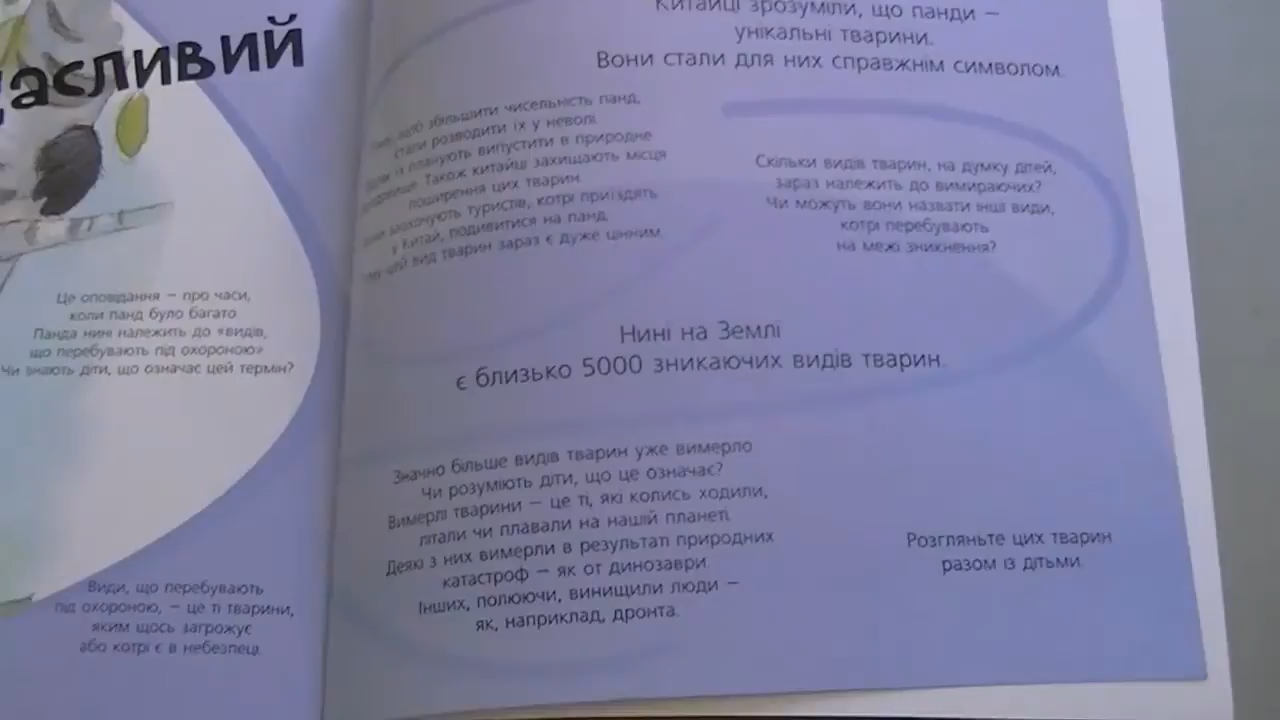 асливий
Це оповідання – про часи,
коли панд було багато.
Панда нині належить до «видів,
що перебувають під охороною».
Чи знають діти, що означає цей термін?
Види, що перебувають
під охороною, – це ті тварини,
яким щось загрожує
або котрі є в небезпеці.
Китайці зрозуміли, що панди –
унікальні тварини.
Вони стали для них справжнім символом.
щоб збільшити чисельність панд,
стали розводити їх у неволі.
їх планують випустити в природне
Також китайці захищають місця
поширення цих тварин.
заохочують туристів, котрі приїздять
у Китай, подивитися на панд.
цей вид тварин зараз є дуже цінним.
Скільки видів тварин, на думку дітей,
зараз належить до вимираючих?
Чи можуть вони назвати інші види,
котрі перебувають
на межі зникнення?
Нині на Землі
є близько 5000 зникаючих видів тварин.
Значно більше видів тварин уже вимерло.
Чи розуміють діти, що це означає?
Вимерлі тварини – це ті, які колись ходили,
літали чи плавали на нашій планеті.
Деякі з них вимерли в результаті природних
катастроф – як от динозаври.
Інших, полюючи, винищили люди –
як, наприклад, дронта.
Розгляньте цих тварин
разом із дітьми.